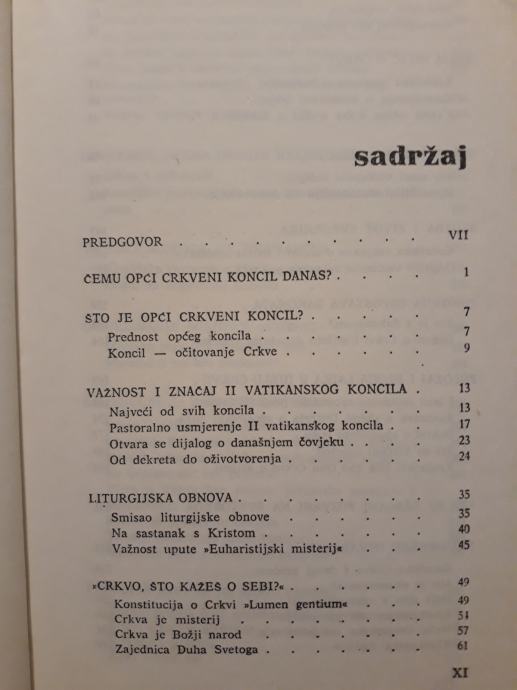 sadržaj
PREDGOVOR . . . . . . . . . . VII
ČEMU OPĆI CRKVENI KONCIL DANAS? . . . . 1
ŠTO JE OPĆI CRKVENI KONCIL? . . . . . 7
Prednost općeg koncila . . . . . . 7
Koncil — očitovanje Crkve . . . . . 9
VAŽNOST I ZNAČAJ II VATIKANSKOG KONCILA . 13
Najveći od svih koncila . . . . . . 13
Pastoralno usmjerenje II vatikanskog koncila . . 17
Otvara se dijalog o današnjem čovjeku . . . . 23
Od dekreta do oživotvorenja . . . . . 24
LITURGIJSKA OBNOVA . . . . . . . 35
Smisao liturgijske obnove . . . . . 35
Na sastanak s Kristom . . . . . . 40
Važnost upute »Euharistijski misterij« . . . 45
»CRKVO, ŠTO KAŽEŠ O SEBI?« . . . . . . 49
Konstitucija o Crkvi »Lumen gentium« . . . 49
Crkva je misterij . . . . . . . 51
Crkva je Božji narod . . . . . . 57
Zajednica Duha Svetoga . . . . . . 61
XI